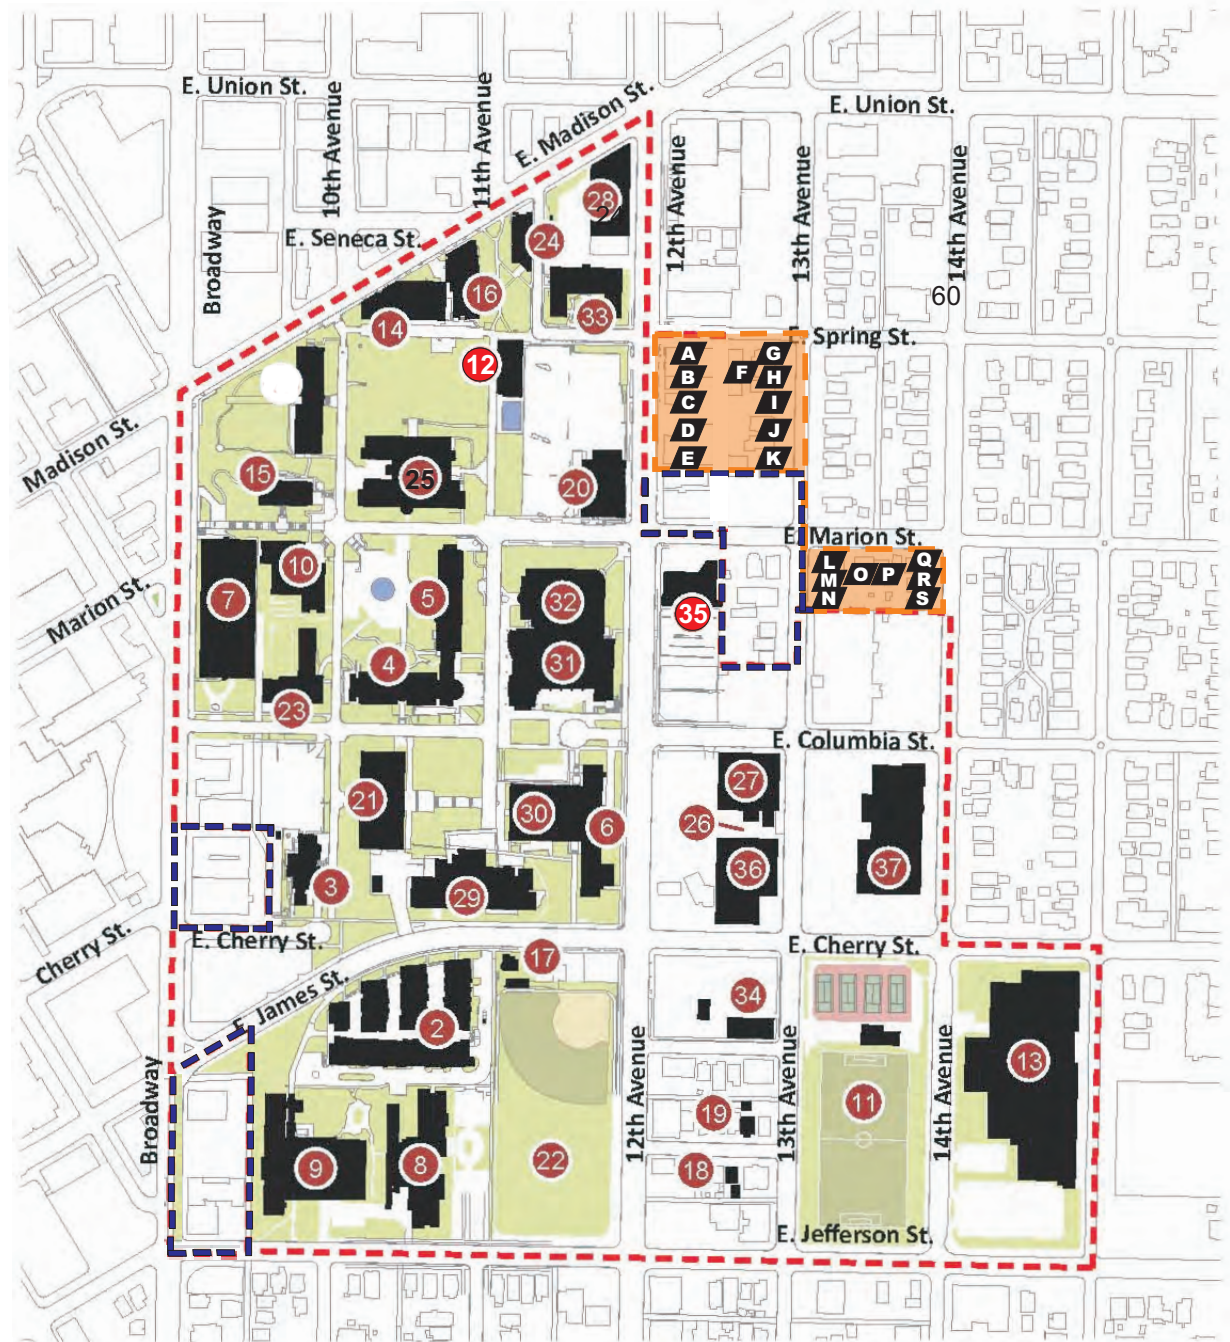 E. Union St.
E. Union St.
E. Madison St.
10th Avenue
11th Avenue
12th Avenue
13th Avenue
14th Avenue
Broadway
E. Seneca St.
28
24
16
33
14
60
E. Spring St.
12
A
G
B
F
H
C
I
D
J
E
K
Madison St.
15
25
20
E. Marion St.
L
O
P
Q
M
R
N
S
10
7
5
32
35
Marion St.
4
31
23
E. Columbia St.
27
21
30
6
26
36
37
3
29
Cherry St.
E. Cherry St.
E. Cherry St.
17
E. James St.
34
2
13
Broadway
12th Avenue
13th Avenue
14th Avenue
19
11
9
8
22
18
E. Jefferson St.